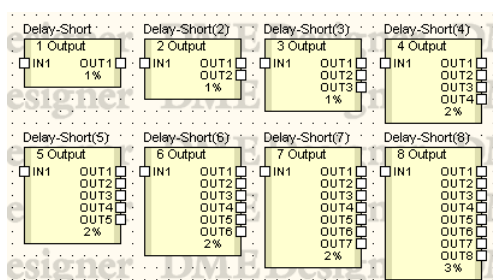 Delay-Short
1 Output
IN1 OUT1
1%
Delay-Short(2)
2 Output
IN1 OUT1
OUT2
1%
Delay-Short(3)
3 Output
IN1 OUT1
OUT2
OUT3
1%
Delay-Short(4)
4 Output
IN1 OUT1
OUT2
OUT3
OUT4
2%
Delay-Short(5)
5 Output
IN1 OUT1
OUT2
OUT3
OUT4
OUT5
2%
Delay-Short(6)
6 Output
IN1 OUT1
OUT2
OUT3
OUT4
OUT5
OUT6
2%
Delay-Short(7)
7 Output
IN1 OUT1
OUT2
OUT3
OUT4
OUT5
OUT6
OUT7
2%
Delay-Short(8)
8 Output
IN1 OUT1
OUT2
OUT3
OUT4
OUT5
OUT6
OUT7
OUT8
3%
esigner DME Designer